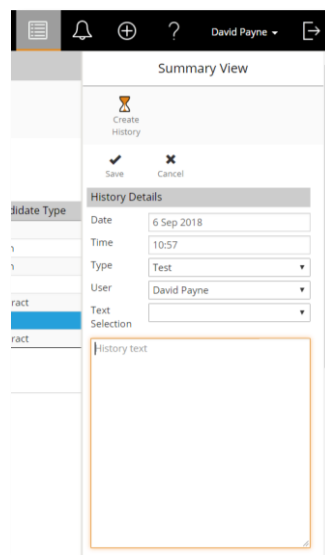 David Payne
Summary View
Create
History
Save
Cancel
History Details
didate Type
Date
6 Sep 2018
Time
10:57
Type
Test
User
David Payne
Text
Selection
History text
n
n
ract
ract